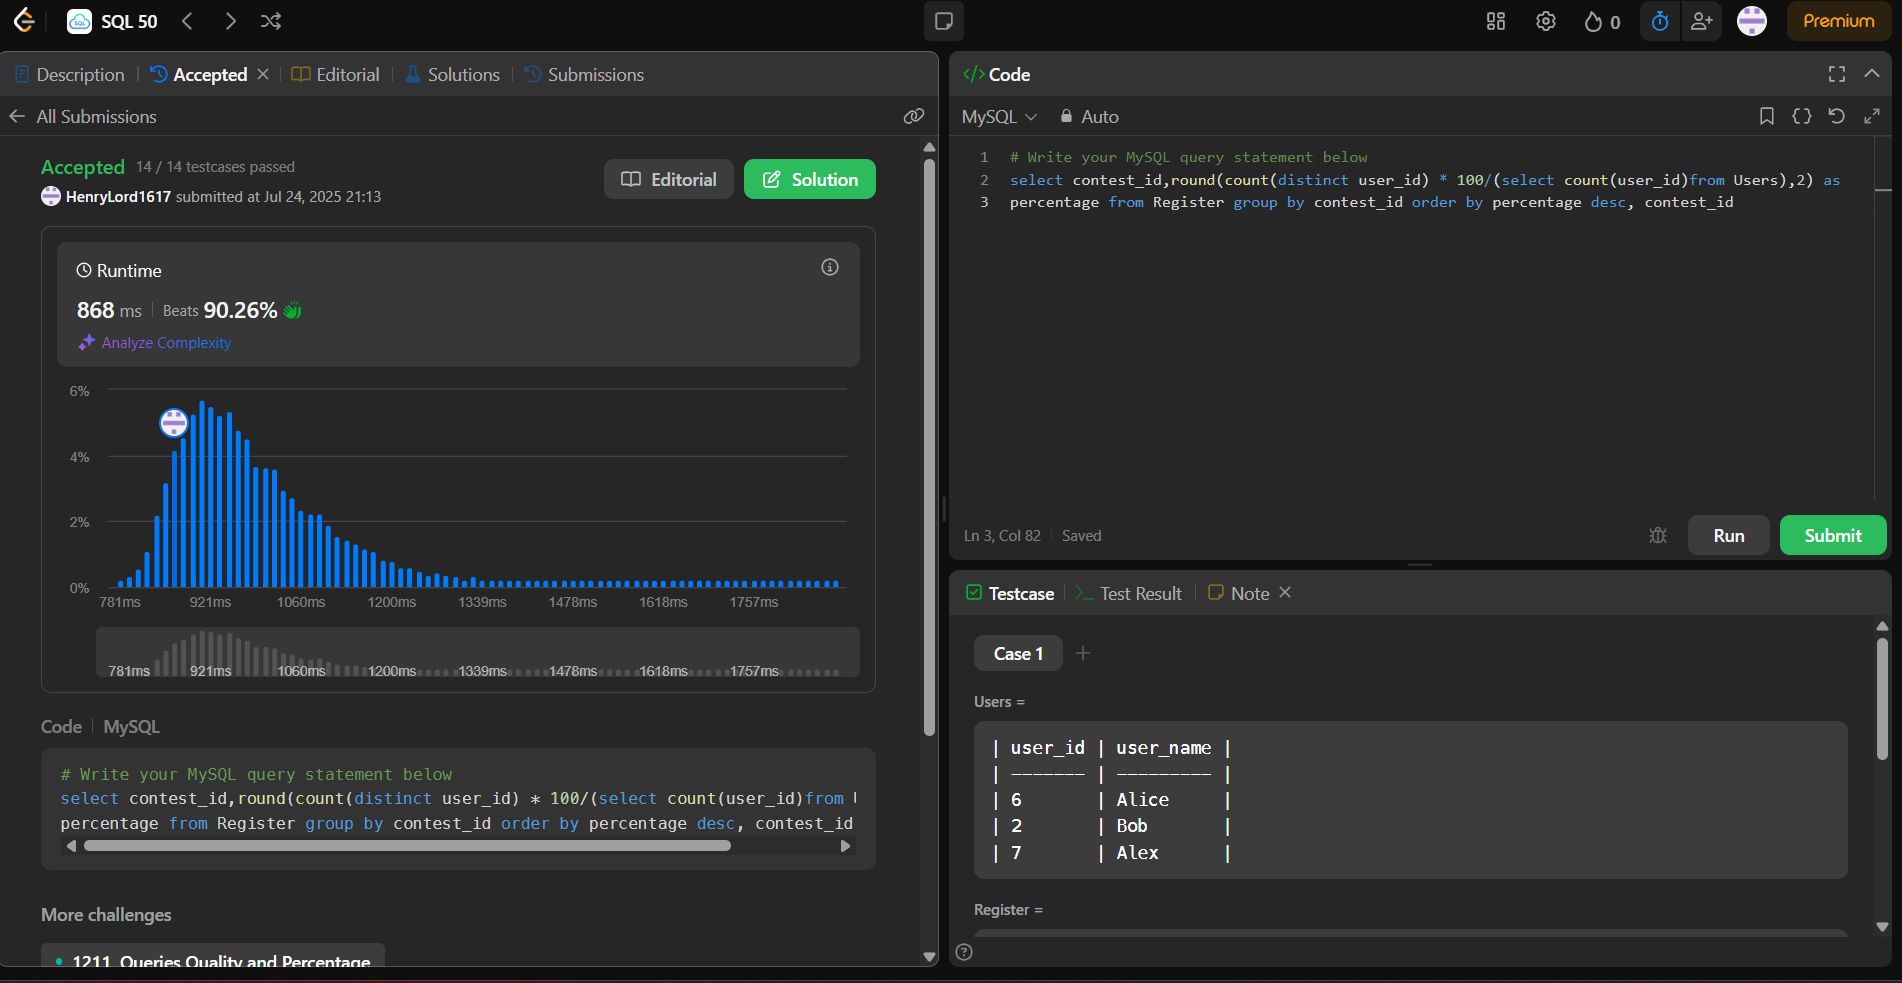 SQL 50
0
Premium
Description
Accepted
Editorial
Solutions
Submissions
All Submissions
Accepted 14 / 14 testcases passed
HenryLord1617 submitted at Jul 24, 2025 21:13
Editorial
Solution
Runtime
868 ms Beats 90.26%
Analyze Complexity
6%
4%
2%
0%
781ms 921ms 1060ms 1200ms 1339ms 1478ms 1618ms 1757ms
781ms 921ms 1060ms 1200ms 1339ms 1478ms 1618ms 1757ms
Code MySQL
# Write your MySQL query statement below
select contest_id,round(count(distinct user_id) * 100/(select count(user_id)from
percentage from Register group by contest_id order by percentage desc, contest_id
More challenges
1211. Queries Quality and Percentage
</> Code
MySQL Auto
1 # Write your MySQL query statement below
2 select contest_id,round(count(distinct user_id) * 100/(select count(user_id)from Users),2) as
3 percentage from Register group by contest_id order by percentage desc, contest_id
Ln 3, Col 82 Saved
Run
Submit
Testcase
Test Result
Note
Case 1
Users =
| user_id | user_name |
| ------- | --------- |
| 6 | Alice |
| 2 | Bob |
| 7 | Alex |
Register =